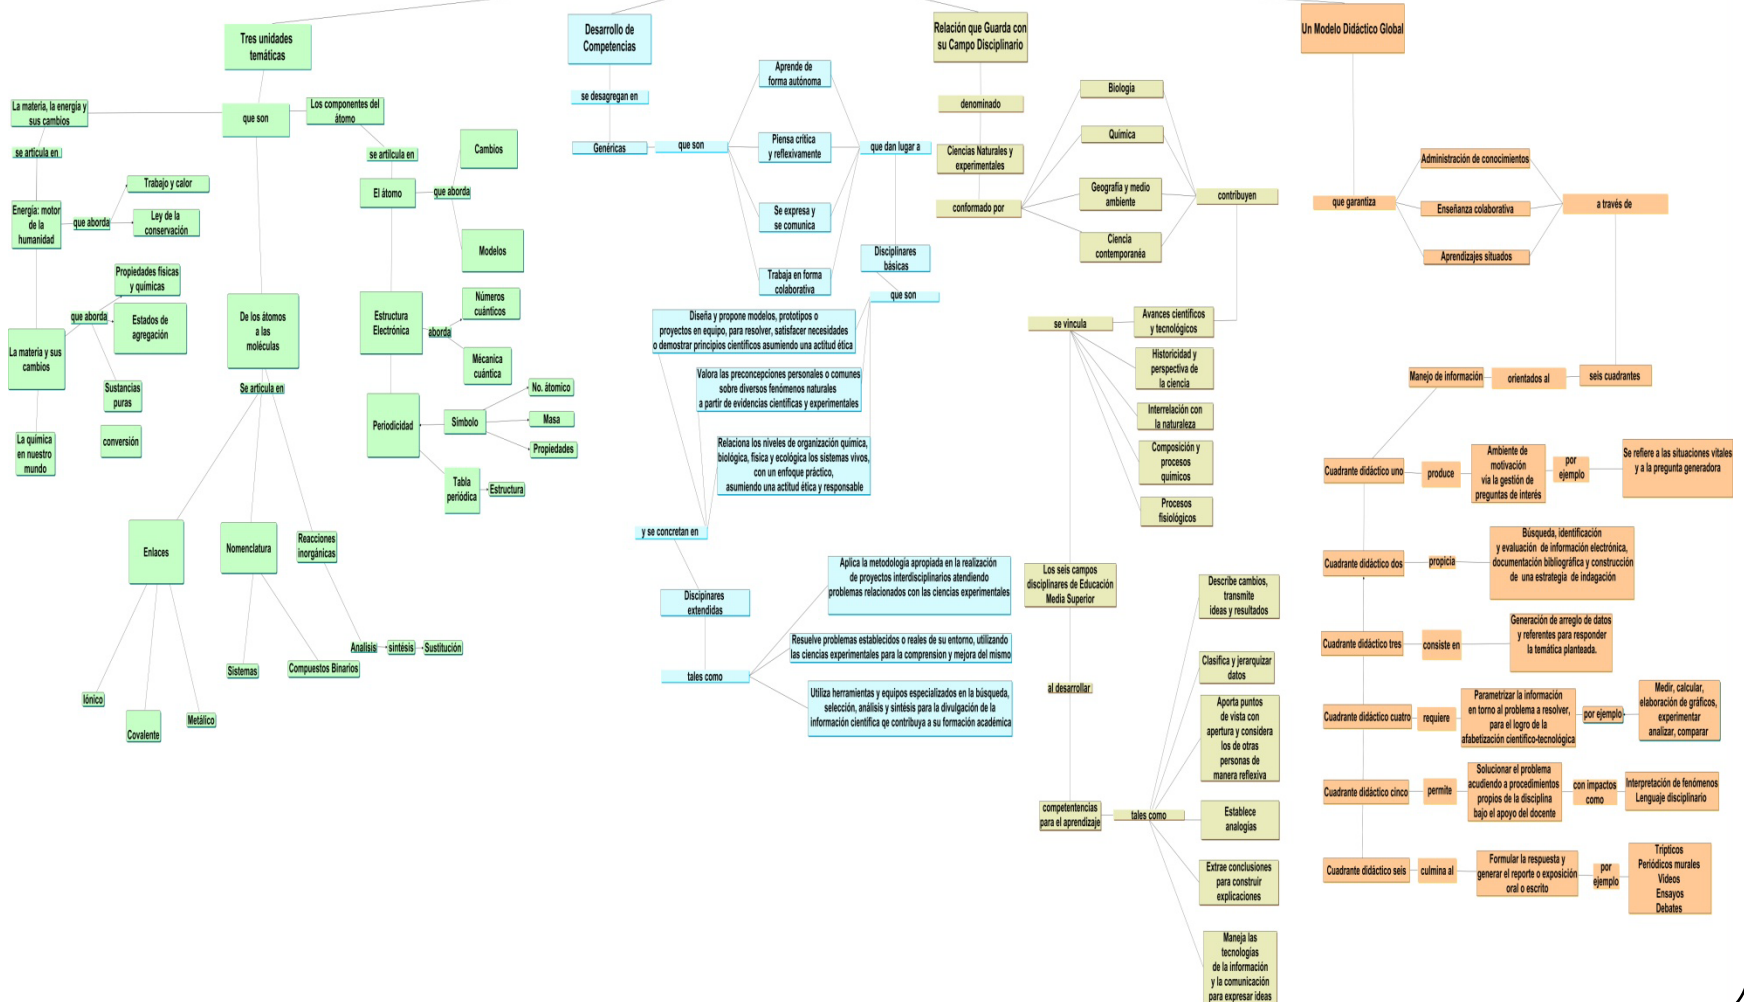 Tres unidades
temáticas
La materia, la energía y
sus cambios
que son
Los componentes del
átomo
se articula en
se artilcula en
Cambios
El átomo
que aborda
Modelos
Trabajo y calor
Energía: motor
de la
humanidad
que aborda
Ley de la
conservación
Propiedades físicas
y químicas
que aborda
Estados de
agregación
La materia y sus
cambios
Sustancias
puras
conversión
La química
en nuestro
mundo
De los átomos
a las
moléculas
Se articula en
Estructura
Electrónica
aborda
Números
cuánticos
Mécanica
cuántica
Periodicidad
Símbolo
No. átomico
Masa
Propiedades
Tabla
periódica
Estructura
Enlaces
Nomenclatura
Reacciones
inorgánicas
Iónico
Covalente
Metálico
Sistemas
Compuestos Binarios
Analisis
síntesis
Sustitución
Desarrollo de
Competencias
se desagregan en
Genéricas
que son
Aprende de
forma autónoma
Piensa crítica
y reflexivamente
Se expresa y
se comunica
Trabaja en forma
colaborativa
que dan lugar a
Disciplinares
básicas
que son
Diseña y propone modelos, prototipos o
proyectos en equipo, para resolver, satisfacer necesidades
o demostrar principios científicos asumiendo una actitud ética
Valora las preconcepciones personales o comunes
sobre diversos fenómenos naturales
a partir de evidencias científicas y experimentales
Relaciona los niveles de organización química,
biológica, física y ecológica los sistemas vivos,
con un enfoque práctico,
asumiendo una actitud ética y responsable
y se concretan en
Discipinares
extendidas
tales como
Aplica la metodología apropiada en la realización
de proyectos interdisciplinarios atendiendo
problemas relacionados con las ciencias experimentales
Resuelve problemas establecidos o reales de su entorno, utilizando
las ciencias experimentales para la comprension y mejora del mismo
Utiliza herramientas y equipos especializados en la búsqueda,
selección, análisis y síntesis para la divulgación de la
información científica qe contribuya a su formación académica
Relación que Guarda con
su Campo Disciplinario
denominado
Ciencias Naturales y
experimentales
conformado por
Biología
Química
Geografía y medio
ambiente
Ciencia
contemporanéa
contribuyen
se vincula
Avances científicos
y tecnológicos
Historicidad y
perspectiva de
la ciencia
Interrelación con
la naturaleza
Composición y
procesos
químicos
Procesos
fisiológicos
Los seis campos
disciplinares de Educación
Media Superior
al desarrollar
competentencias
para el aprendizaje
tales como
Describe cambios,
transmite
ideas y resultados
Clasifica y jerarquizar
datos
Aporta puntos
de vista con
apertura y considera
los de otras
personas de
manera reflexiva
Establece
analogías
Extrae conclusiones
para construir
explicaciones
Maneja las
tecnologías
de la información
y la comunicación
para expresar ideas
Un Modelo Didáctico Global
que garantiza
Administración de conocimientos
Enseñanza colaborativa
Aprendizajes situados
a través de
Manejo de información
orientados al
seis cuadrantes
Cuadrante didáctico uno
produce
Ambiente de
motivación
vía la gestión de
preguntas de interés
por
ejemplo
Se refiere a las situaciones vitales
y a la pregunta generadora
Cuadrante didáctico dos
propicia
Búsqueda, identificación
y evaluación de información electrónica,
documentación bibliográfica y construcción
de una estrategia de indagación
Cuadrante didáctico tres
consiste en
Generación de arreglo de datos
y referentes para responder
la temática planteada.
Cuadrante didáctico cuatro
requiere
Parametrizar la información
en torno al problema a resolver,
para el logro de la
afabetización científico-tecnológica
por ejemplo
Medir, calcular,
elaboración de gráficos,
experimentar
analizar, comparar
Cuadrante didáctico cinco
permite
Solucionar el problema
acudiendo a procedimientos
propios de la disciplina
bajo el apoyo del docente
con impactos
como
Interpretación de fenómenos
Lenguaje disciplinario
Cuadrante didáctico seis
culmina al
Formular la respuesta y
generar el reporte o exposición
oral o escrito
por
ejemplo
Trípticos
Periódicos murales
Videos
Ensayos
Debates